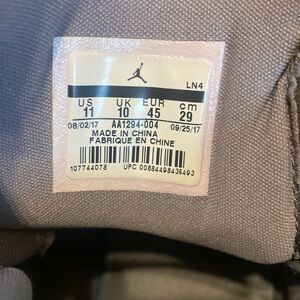 LN4
US UK EUR cm
11 10 45 29
08/02/17 AA1294-004 09/25/17
MADE IN CHINA
FABRIQUE EN CHINE
107744078 UPC 00884498436493